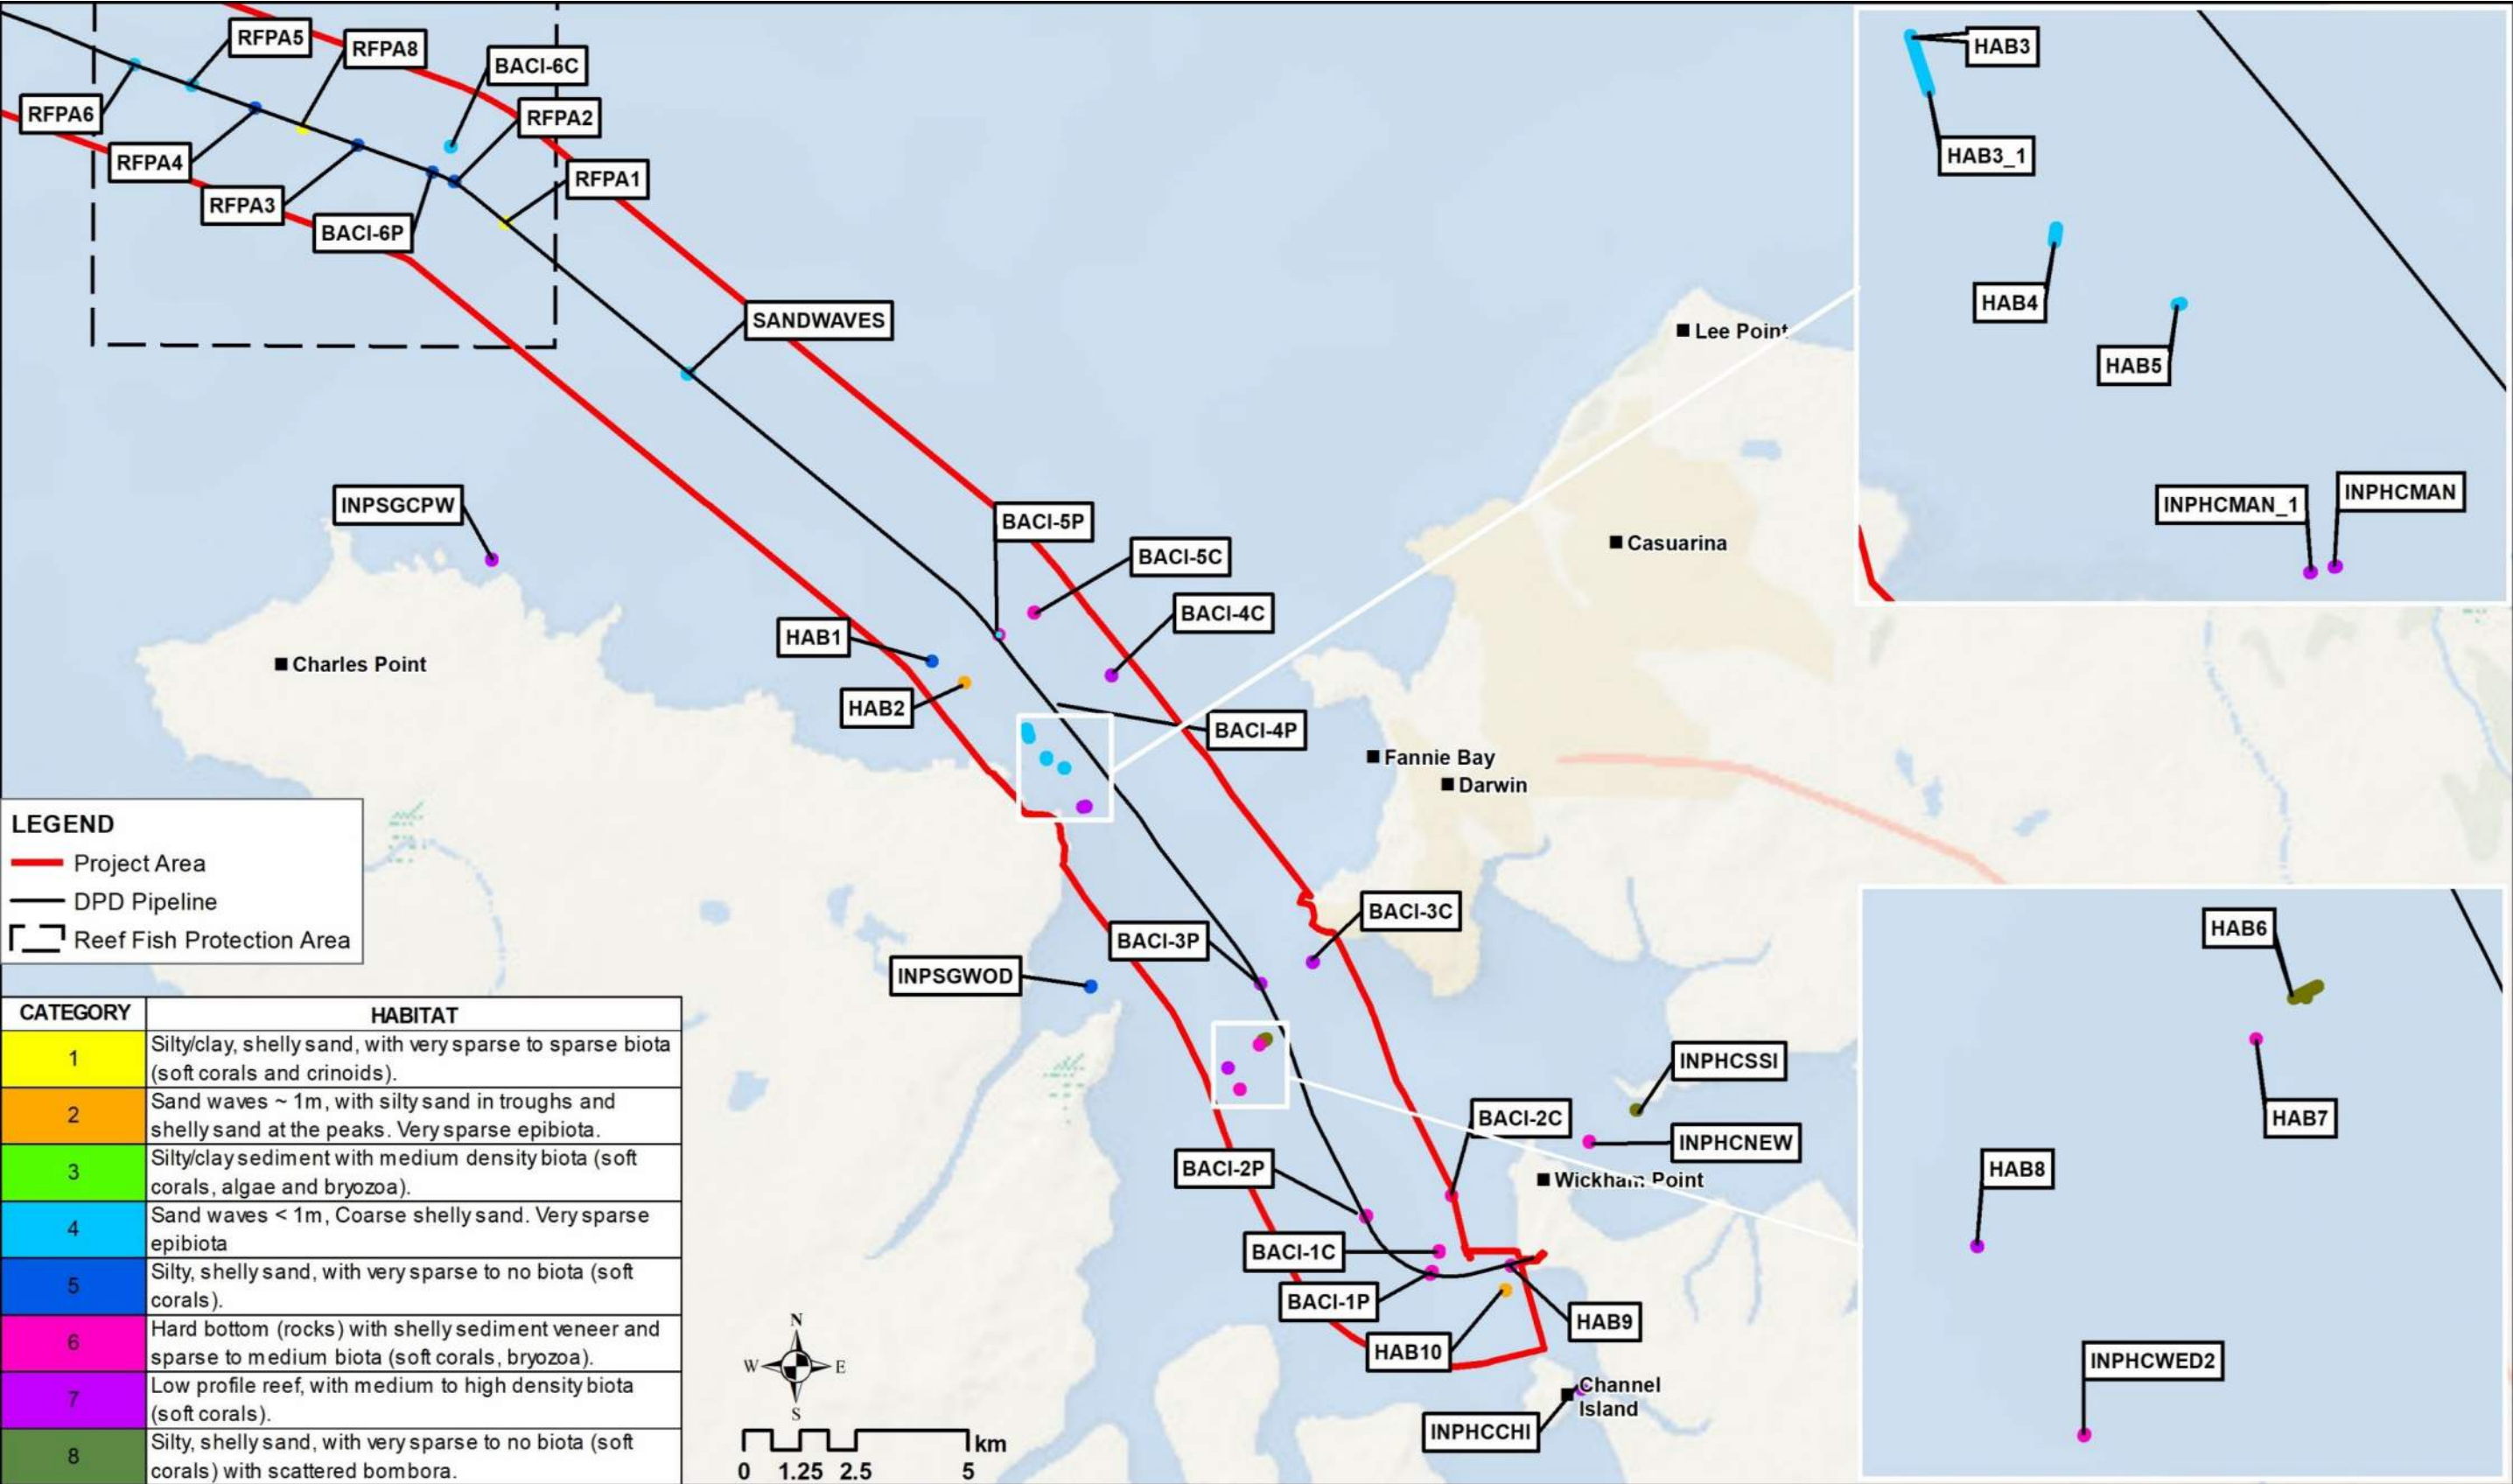 RFPA5
RFPA8
BACI-6C
RFPA6
RFPA2
RFPA4
RFPA1
RFPA3
BACI-6P
SANDWAVES
Lee Point
INPSGCPW
BACI-5P
Casuarina
BACI-5C
BACI-4C
HAB1
Charles Point
HAB2
BACI-4P
Fannie Bay
Darwin
BACI-3C
BACI-3P
INPSGWOD
INPHCSSI
BACI-2C
INPHCNEW
BACI-2P
Wickham Point
BACI-1C
BACI-1P
HAB9
HAB10
Channel
Island
INPHCCHI
HAB3
HAB3_1
HAB4
HAB5
INPHCMAN_1
INPHCMAN
HAB6
HAB7
HAB8
INPHCWED2
LEGEND
Project Area
DPD Pipeline
Reef Fish Protection Area
CATEGORY HABITAT
1 Silty/clay, shelly sand, with very sparse to sparse biota
(soft corals and crinoids).
2 Sand waves ~ 1m, with silty sand in troughs and
shelly sand at the peaks. Very sparse epibiota.
3 Silty/clay sediment with medium density biota (soft
corals, algae and bryozoa).
4 Sand waves < 1m, Coarse shelly sand. Very sparse
epibiota
5 Silty, shelly sand, with very sparse to no biota (soft
corals).
6 Hard bottom (rocks) with shelly sediment veneer and
sparse to medium biota (soft corals, bryozoa).
7 Low profile reef, with medium to high density biota
(soft corals).
8 Silty, shelly sand, with very sparse to no biota (soft
corals) with scattered bombora.
N
W E
S
km
0 1.25 2.5 5